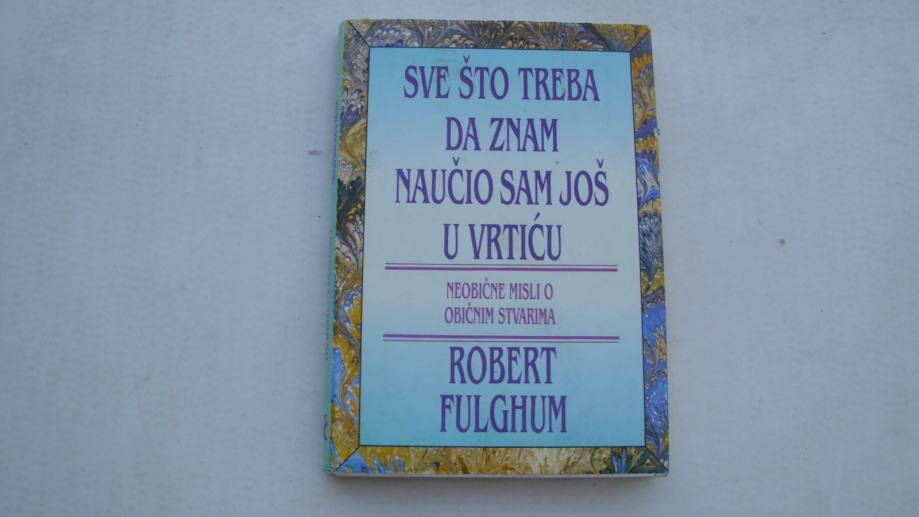 SVE ŠTO TREBA
DA ZNAM
NAUČIO SAM JOŠ
U VRTIĆU
NEOBIČNE MISLI O
OBIČNIM STVARIMA
ROBERT
FULGHUM